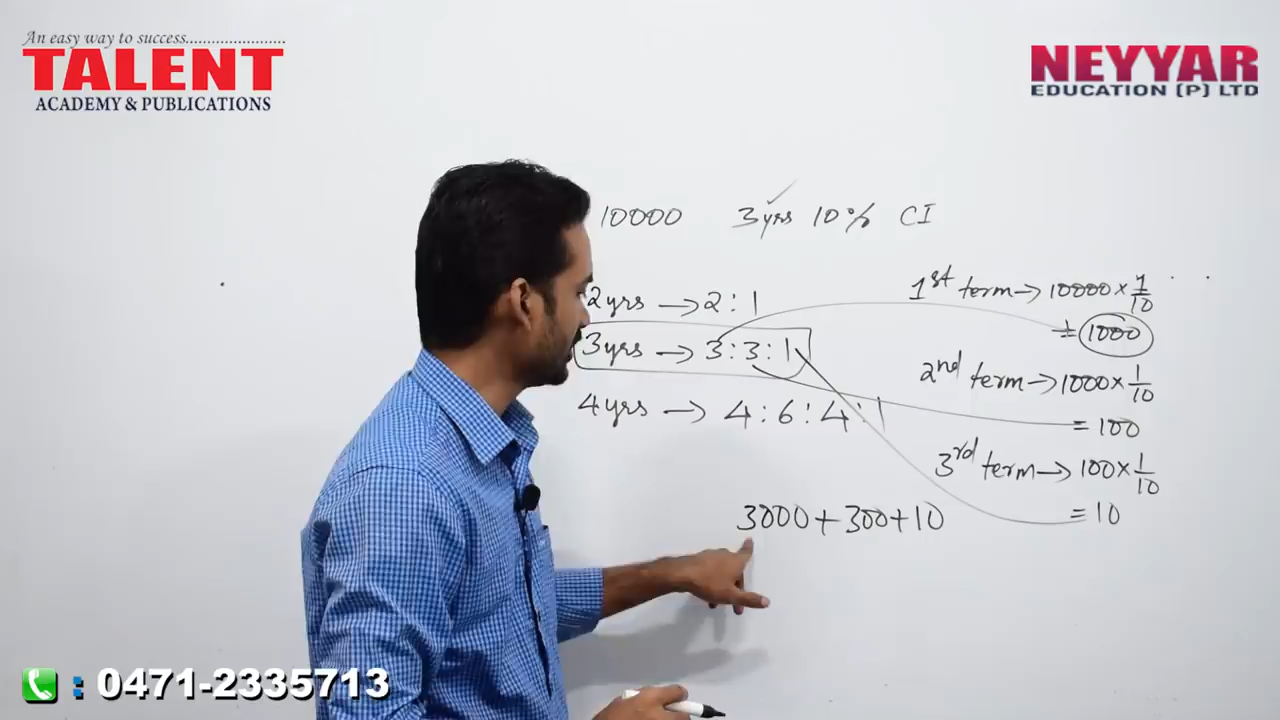 An easy way to success.......................
TALENT
ACADEMY & PUBLICATIONS
NEYYAR
EDUCATION (P) LTD
10000 3yrs 10% CI
2yrs → 2 : 1
3yrs → 3 : 3 : 1
4yrs → 4 : 6 : 4 : 1
1st term → 10000 × 1/10
= 1000
2nd term → 1000 × 1/10
= 100
3rd term → 100 × 1/10
= 10
3000 + 300 + 10
: 0471-2335713